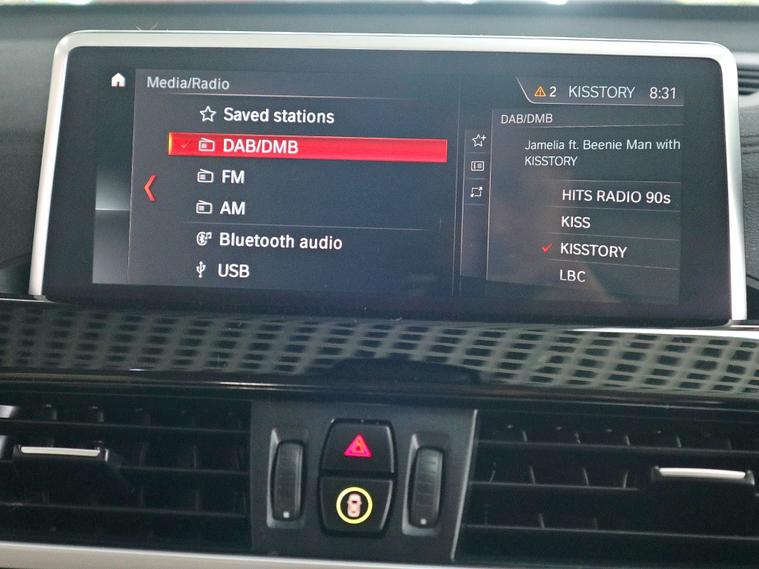 Media/Radio
2 KISSTORY 8:31
Saved stations
DAB/DMB
FM
AM
Bluetooth audio
USB
DAB/DMB
Jamelia ft. Beenie Man with
KISSTORY
HITS RADIO 90s
KISS
KISSTORY
LBC